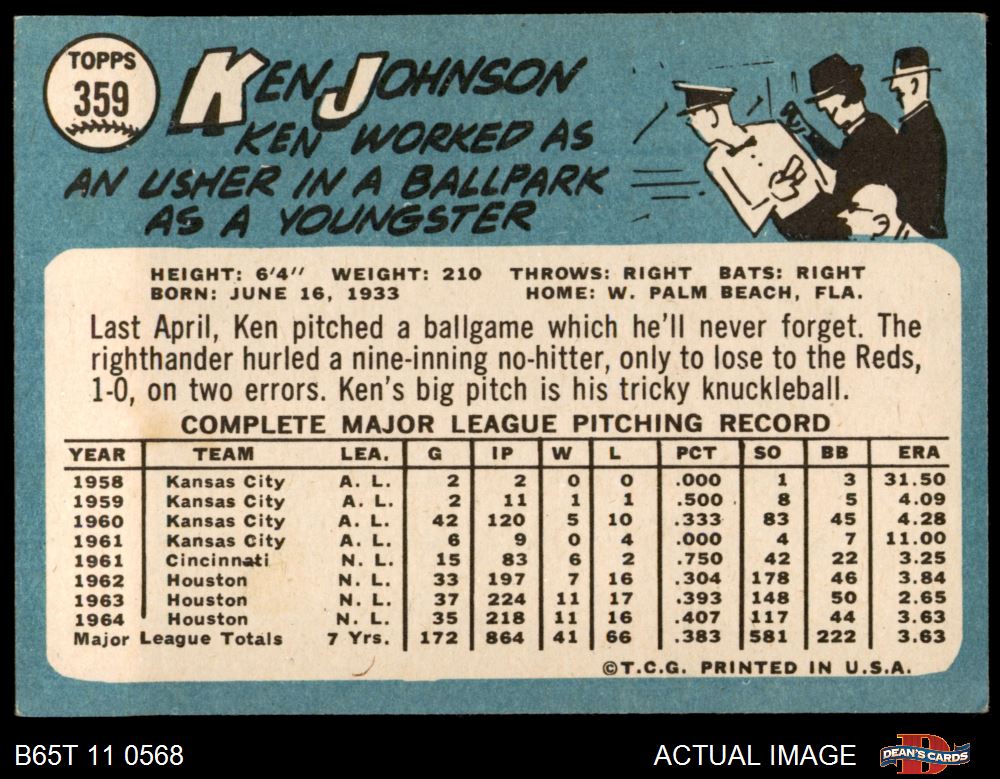 TOPPS
359
KEN JOHNSON
KEN WORKED AS
AN USHER IN A BALLPARK
AS A YOUNGSTER
HEIGHT: 6'4" WEIGHT: 210 THROWS: RIGHT BATS: RIGHT
BORN: JUNE 16, 1933 HOME: W. PALM BEACH, FLA.
Last April, Ken pitched a ballgame which he'll never forget. The
righthander hurled a nine-inning no-hitter, only to lose to the Reds,
1-0, on two errors. Ken's big pitch is his tricky knuckleball.
COMPLETE MAJOR LEAGUE PITCHING RECORD
YEAR TEAM LEA. G IP W L PCT SO BB ERA
1958 Kansas City A. L. 2 2 0 0 .000 1 3 31.50
1959 Kansas City A. L. 2 11 1 1 .500 8 5 4.09
1960 Kansas City A. L. 42 120 5 10 .333 83 45 4.28
1961 Kansas City A. L. 6 9 0 4 .000 4 7 11.00
1961 Cincinnati N. L. 15 83 6 2 .750 42 22 3.25
1962 Houston N. L. 33 197 7 16 .304 178 46 3.84
1963 Houston N. L. 37 224 11 17 .393 148 50 2.65
1964 Houston N. L. 35 218 11 16 .407 117 44 3.63
Major League Totals 7 Yrs. 172 864 41 66 .383 581 222 3.63
©T.C.G. PRINTED IN U.S.A.
B65T 11 0568 ACTUAL IMAGE DEAN'S CARDS